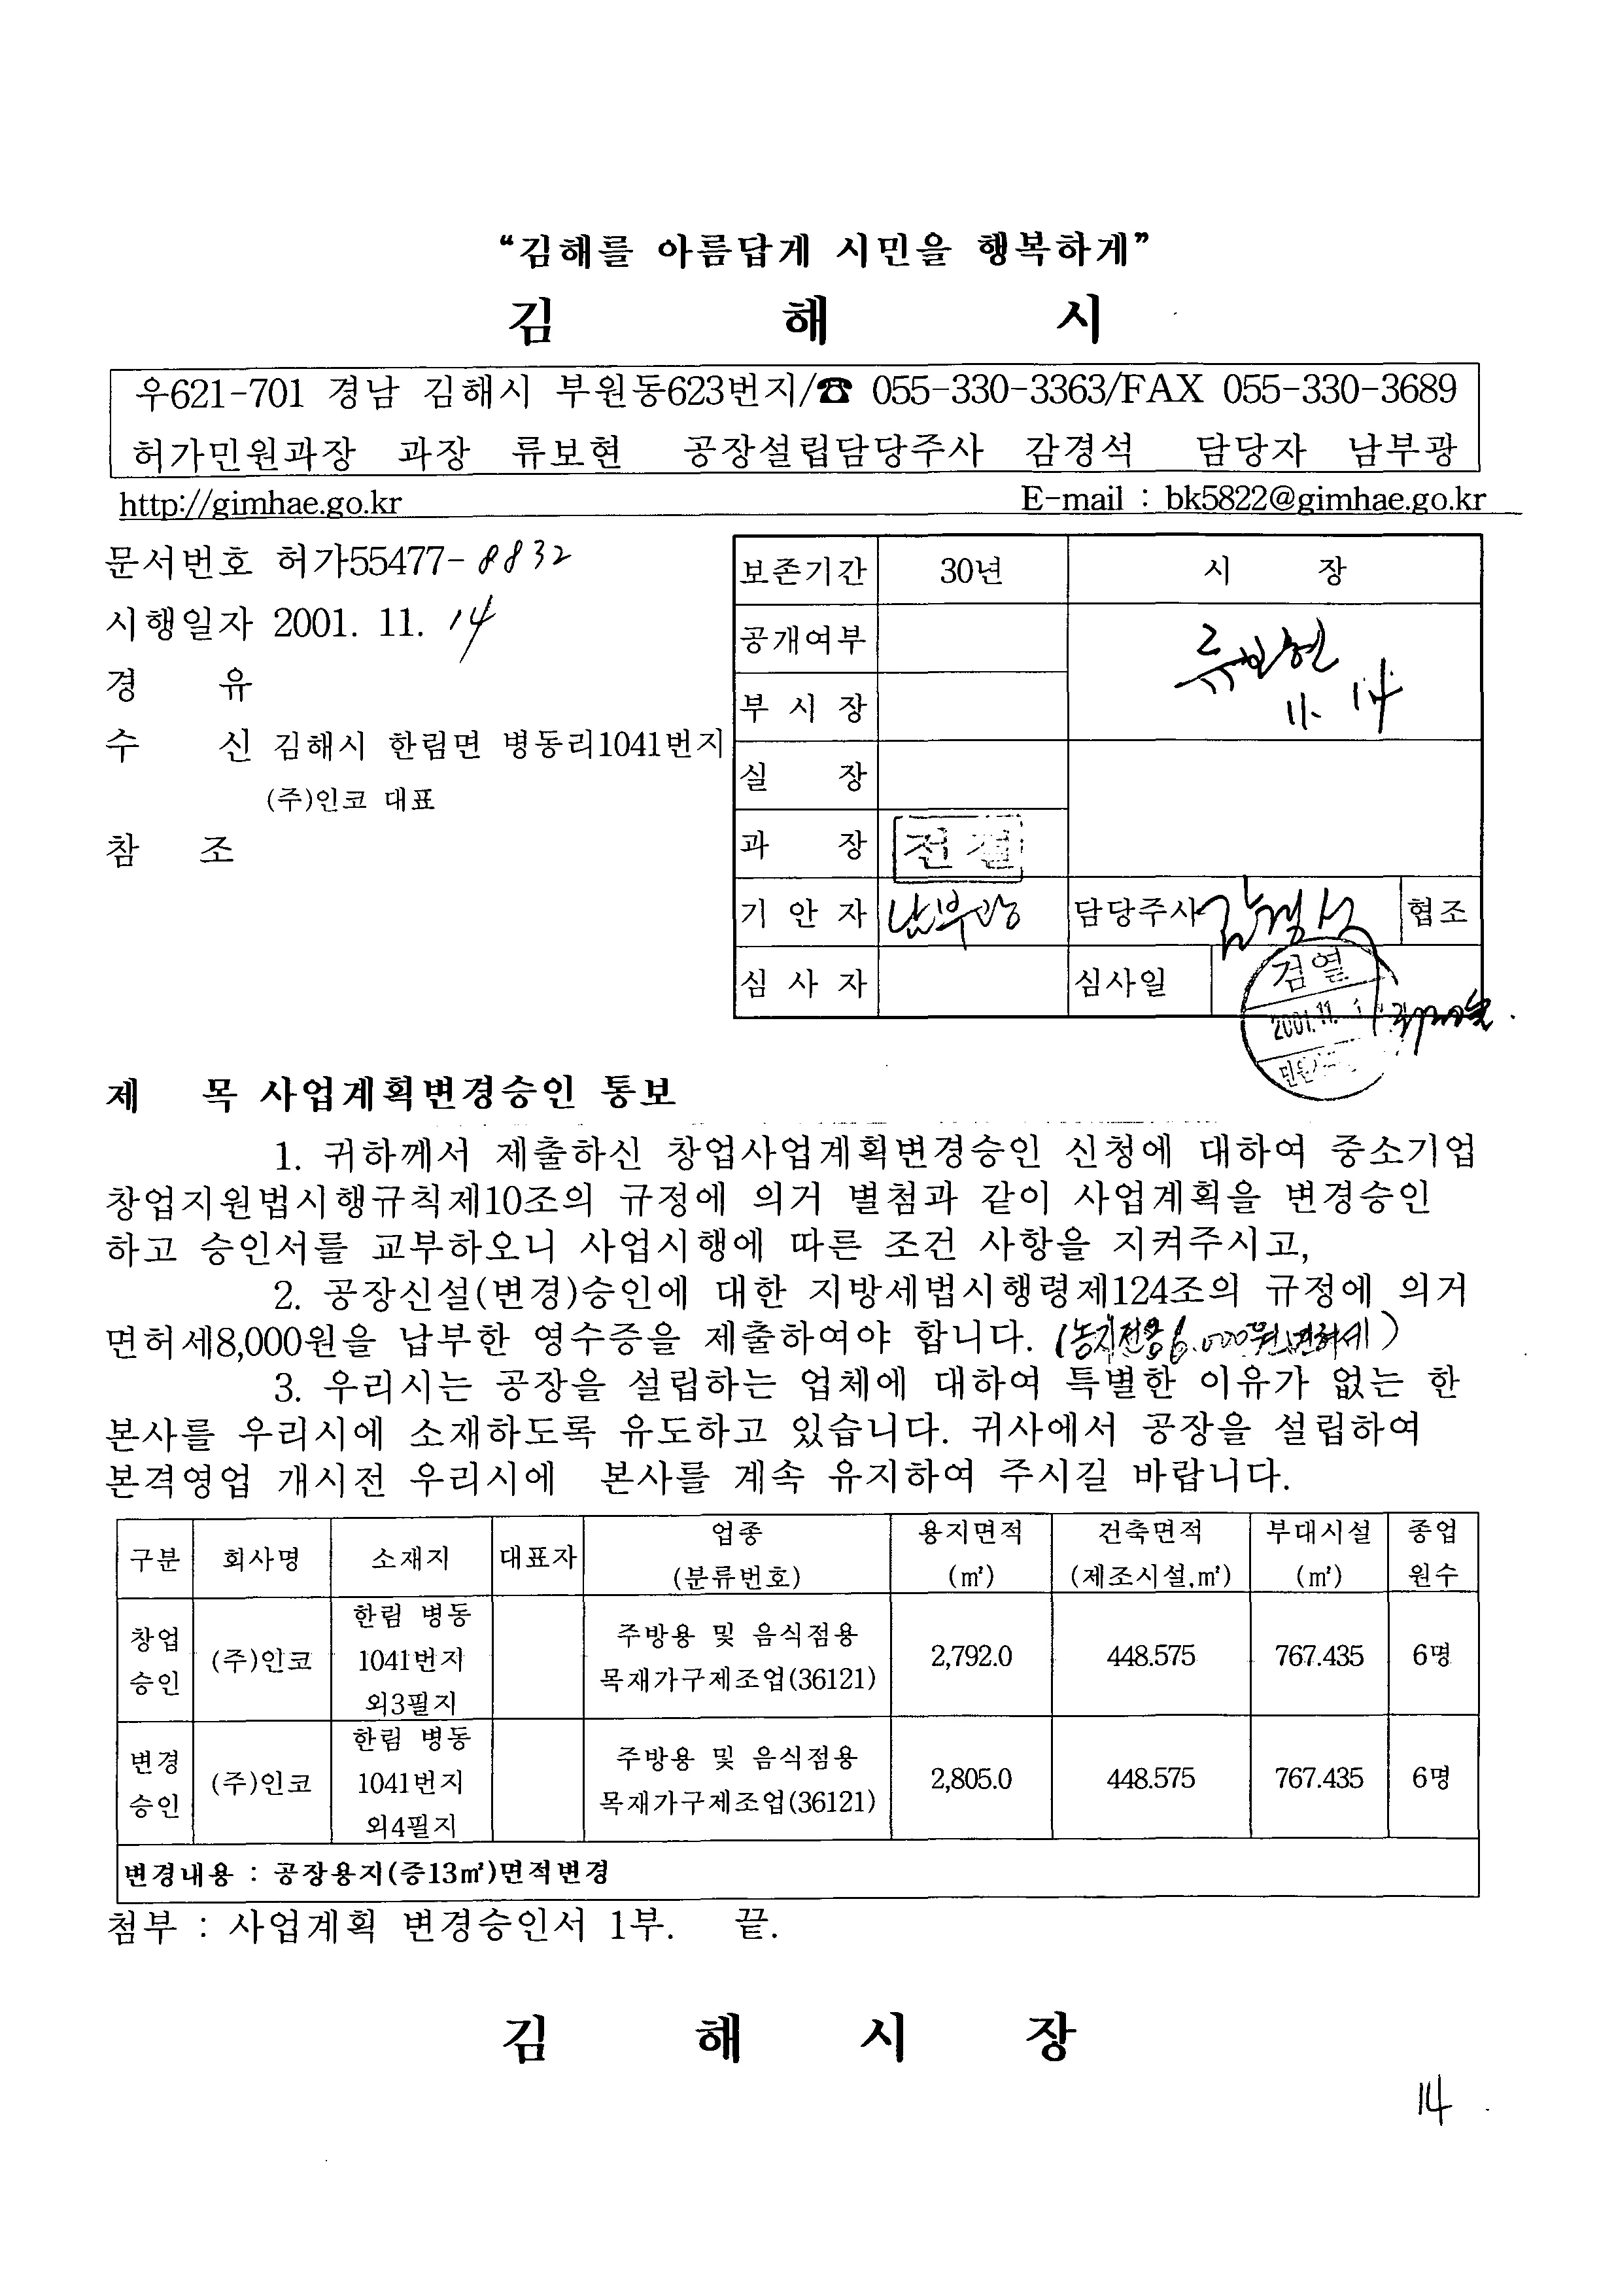 “김해를 아름답게 시민을 행복하게”
김 해 시
우621-701 경남 김해시 부원동623번지/☎ 055-330-3363/FAX 055-330-3689
허가민원과장 과장 류보현 공장설립담당주사 감경석 담당자 남부광
http://gimhae.go.kr E-mail : bk5822@gimhae.go.kr
문서번호 허가55477-8832
시행일자 2001. 11. 14
경 유
수 신 김해시 한림면 병동리1041번지
(주)인코 대표
참 조
보존기간 30년 시 장
공개여부 류보현
11. 14
부 시 장
실 장
과 장 전결
기 안 자 남부광 담당주사 감경석 협조
심 사 자 심사일
검열
2001. 11.
제 목 사업계획변경승인 통보
1. 귀하께서 제출하신 창업사업계획변경승인 신청에 대하여 중소기업
창업지원법시행규칙제10조의 규정에 의거 별첨과 같이 사업계획을 변경승인
하고 승인서를 교부하오니 사업시행에 따른 조건 사항을 지켜주시고,
2. 공장신설(변경)승인에 대한 지방세법시행령제124조의 규정에 의거
면허세8,000원을 납부한 영수증을 제출하여야 합니다. (농지전용 6,000원 면허세)
3. 우리시는 공장을 설립하는 업체에 대하여 특별한 이유가 없는 한
본사를 우리시에 소재하도록 유도하고 있습니다. 귀사에서 공장을 설립하여
본격영업 개시전 우리시에 본사를 계속 유지하여 주시길 바랍니다.
구분 회사명 소재지 대표자 업종 (분류번호) 용지면적 (㎡) 건축면적 (제조시설,㎡) 부대시설 (㎡) 종업 원수
창업 승인 (주)인코 한림 병동 1041번지 외3필지 주방용 및 음식점용 목재가구제조업(36121) 2,792.0 448.575 767.435 6명
변경 승인 (주)인코 한림 병동 1041번지 외4필지 주방용 및 음식점용 목재가구제조업(36121) 2,805.0 448.575 767.435 6명
변경내용 : 공장용지(증13㎡)면적변경
첨부 : 사업계획 변경승인서 1부. 끝.
김 해 시 장
14